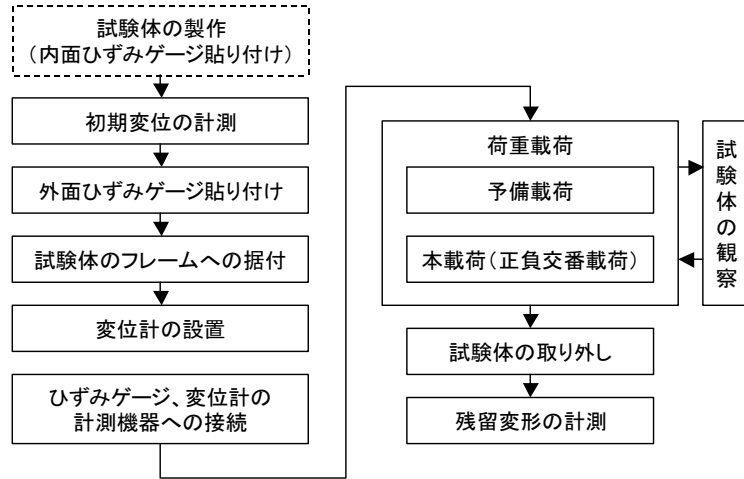 試験体の製作
（内面ひずみゲージ貼り付け）
初期変位の計測
外面ひずみゲージ貼り付け
試験体のフレームへの据付
変位計の設置
ひずみゲージ、変位計の
計測機器への接続
荷重載荷
予備載荷
本載荷（正負交番載荷）
試験体の観察
試験体の取り外し
残留変形の計測